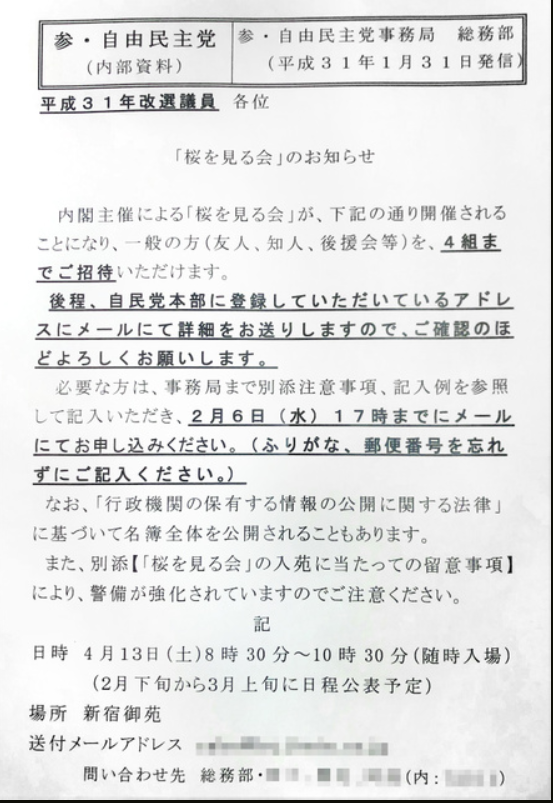 参・自由民主党
(内部資料)
参・自由民主党事務局 総務部
(平成31年1月31日発信)
平成31年改選議員 各位
「桜を見る会」のお知らせ
内閣主催による「桜を見る会」が、下記の通り開催される
ことになり、一般の方(友人、知人、後援会等)を、4組ま
でご招待いただけます。
後程、自民党本部に登録していただいているアドレ
スにメールにて詳細をお送りしますので、ご確認のほ
どよろしくお願いします。
必要な方は、事務局まで別添注意事項、記入例を参照
して記入いただき、2月6日(水)17時までにメール
にてお申し込みください。(ふりがな、郵便番号を忘れ
ずにご記入ください。)
なお、「行政機関の保有する情報の公開に関する法律」
に基づいて名簿全体を公開されることもあります。
また、別添【「桜を見る会」の入苑に当たっての留意事項】
により、警備が強化されていますのでご注意ください。
記
日時 4月13日(土)8時30分~10時30分(随時入場)
(2月下旬から3月上旬に日程公表予定)
場所 新宿御苑
送付メールアドレス
問い合わせ先 総務部・ (内: )